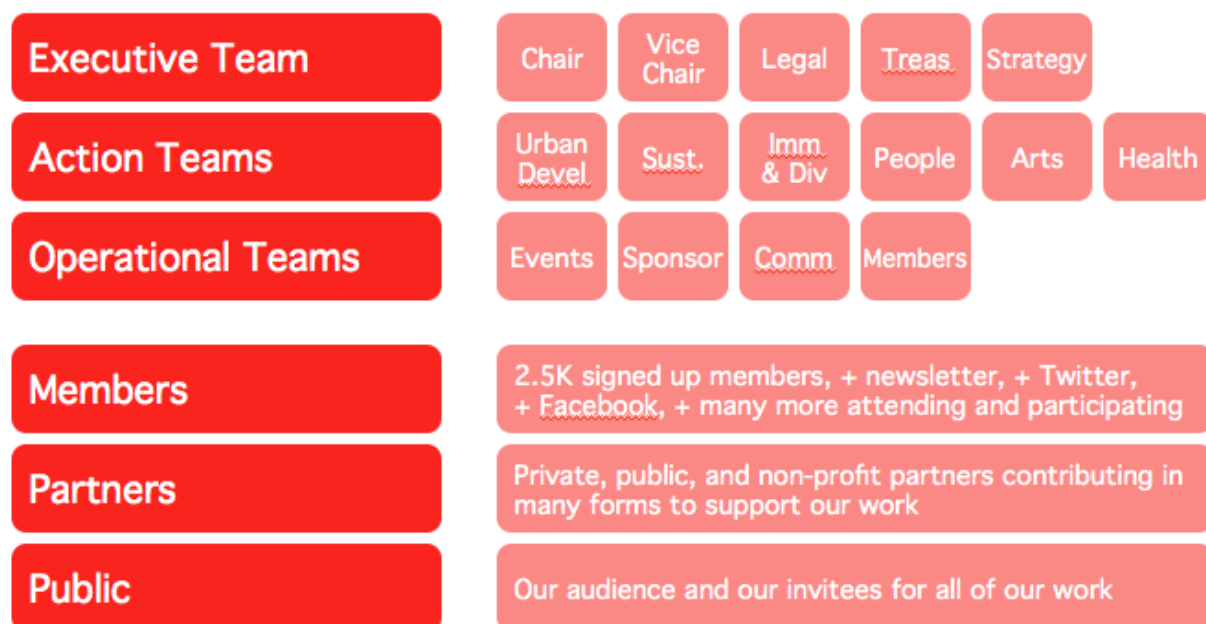 Executive Team
Chair
Vice
Chair
Legal
Treas
Strategy
Action Teams
Urban
Devel
Sust.
Imm
& Div
People
Arts
Health
Operational Teams
Events
Sponsor
Comm
Members
Members
2.5K signed up members, + newsletter, + Twitter,
+ Facebook, + many more attending and participating
Partners
Private, public, and non-profit partners contributing in
many forms to support our work
Public
Our audience and our invitees for all of our work